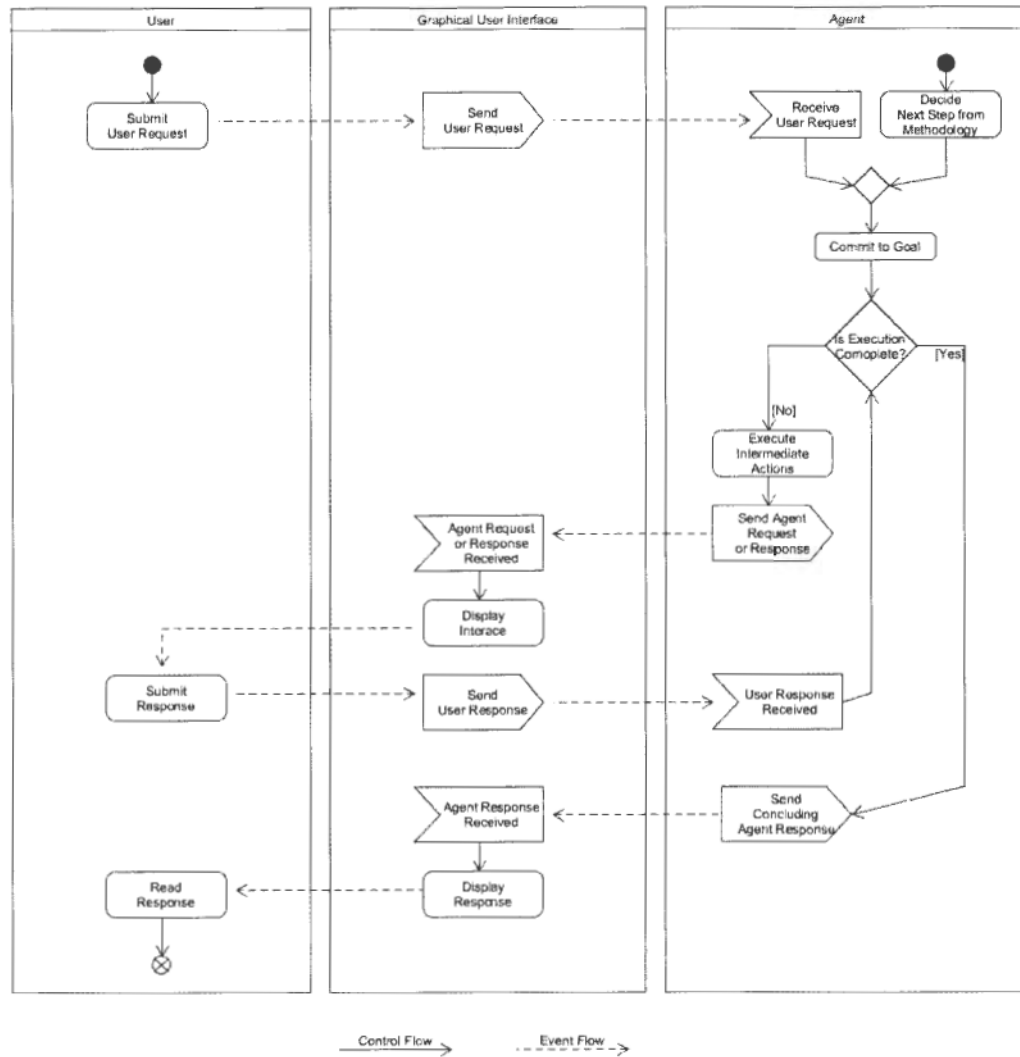 User
Graphical User Interface
Agent
Submit
User Request
Send
User Request
Receive
User Request
Decide
Next Step from
Methodology
Commit to Goal
Is Execution
Comoplete?
[Yes]
[No]
Execute
Intermediate
Actions
Agent Request
or Response
Received
Send Agent
Request
or Response
Display
Interace
Submit
Response
Send
User Response
User Response
Received
Agent Response
Received
Send
Concluding
Agent Response
Read
Response
Display
Response
Control Flow
Event Flow